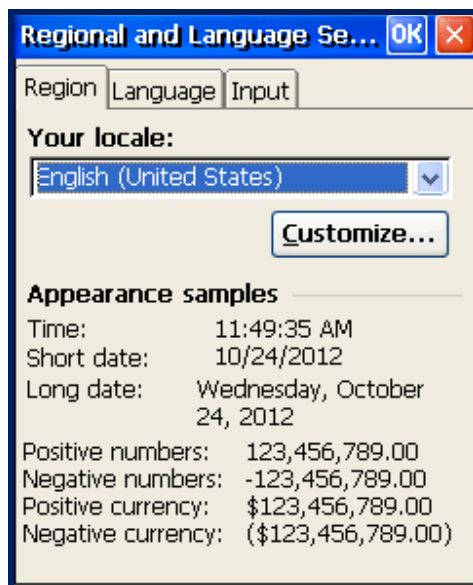 Regional and Language Se... OK
Region Language Input
Your locale:
English (United States)
Customize...
Appearance samples
Time: 11:49:35 AM
Short date: 10/24/2012
Long date: Wednesday, October
24, 2012
Positive numbers: 123,456,789.00
Negative numbers: -123,456,789.00
Positive currency: $123,456,789.00
Negative currency: ($123,456,789.00)